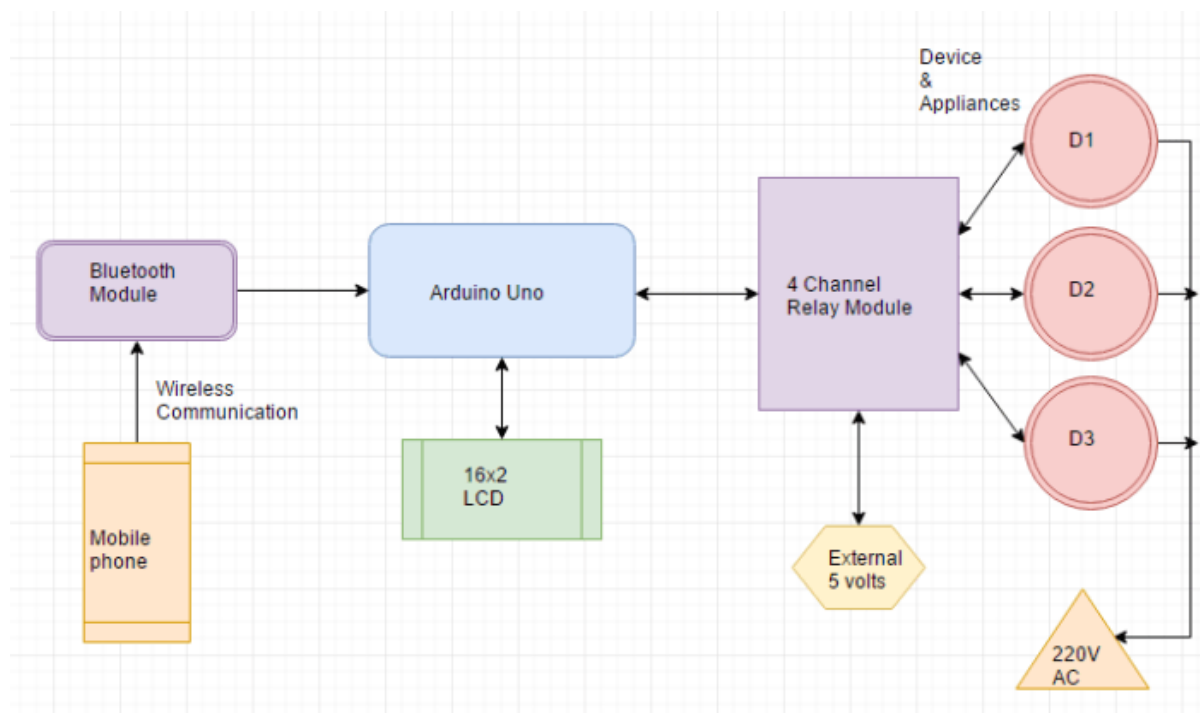 Device
&
Appliances
D1
Bluetooth
Module
Arduino Uno
4 Channel
Relay Module
D2
Wireless
Communication
16x2
LCD
D3
Mobile
phone
External
5 volts
220V
AC